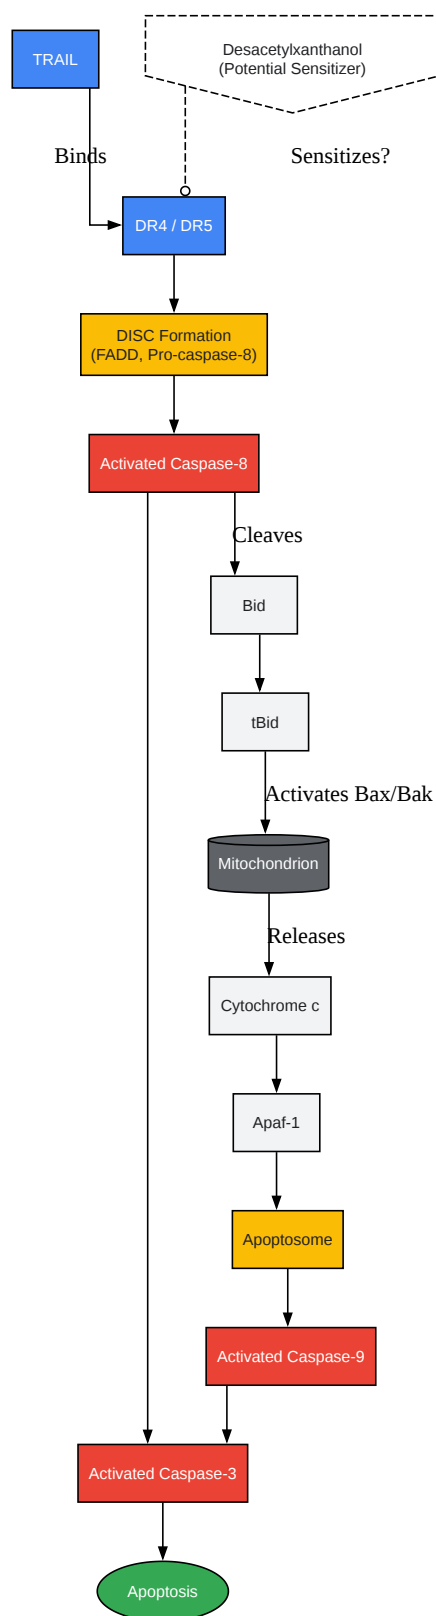 TRAIL
Desacetylxanthanol
(Potential Sensitizer)
Binds
Sensitizes?
DR4 / DR5
DISC Formation
(FADD, Pro-caspase-8)
Activated Caspase-8
Cleaves
Bid
tBid
Activates Bax/Bak
Mitochondrion
Releases
Cytochrome c
Apaf-1
Apoptosome
Activated Caspase-9
Activated Caspase-3
Apoptosis